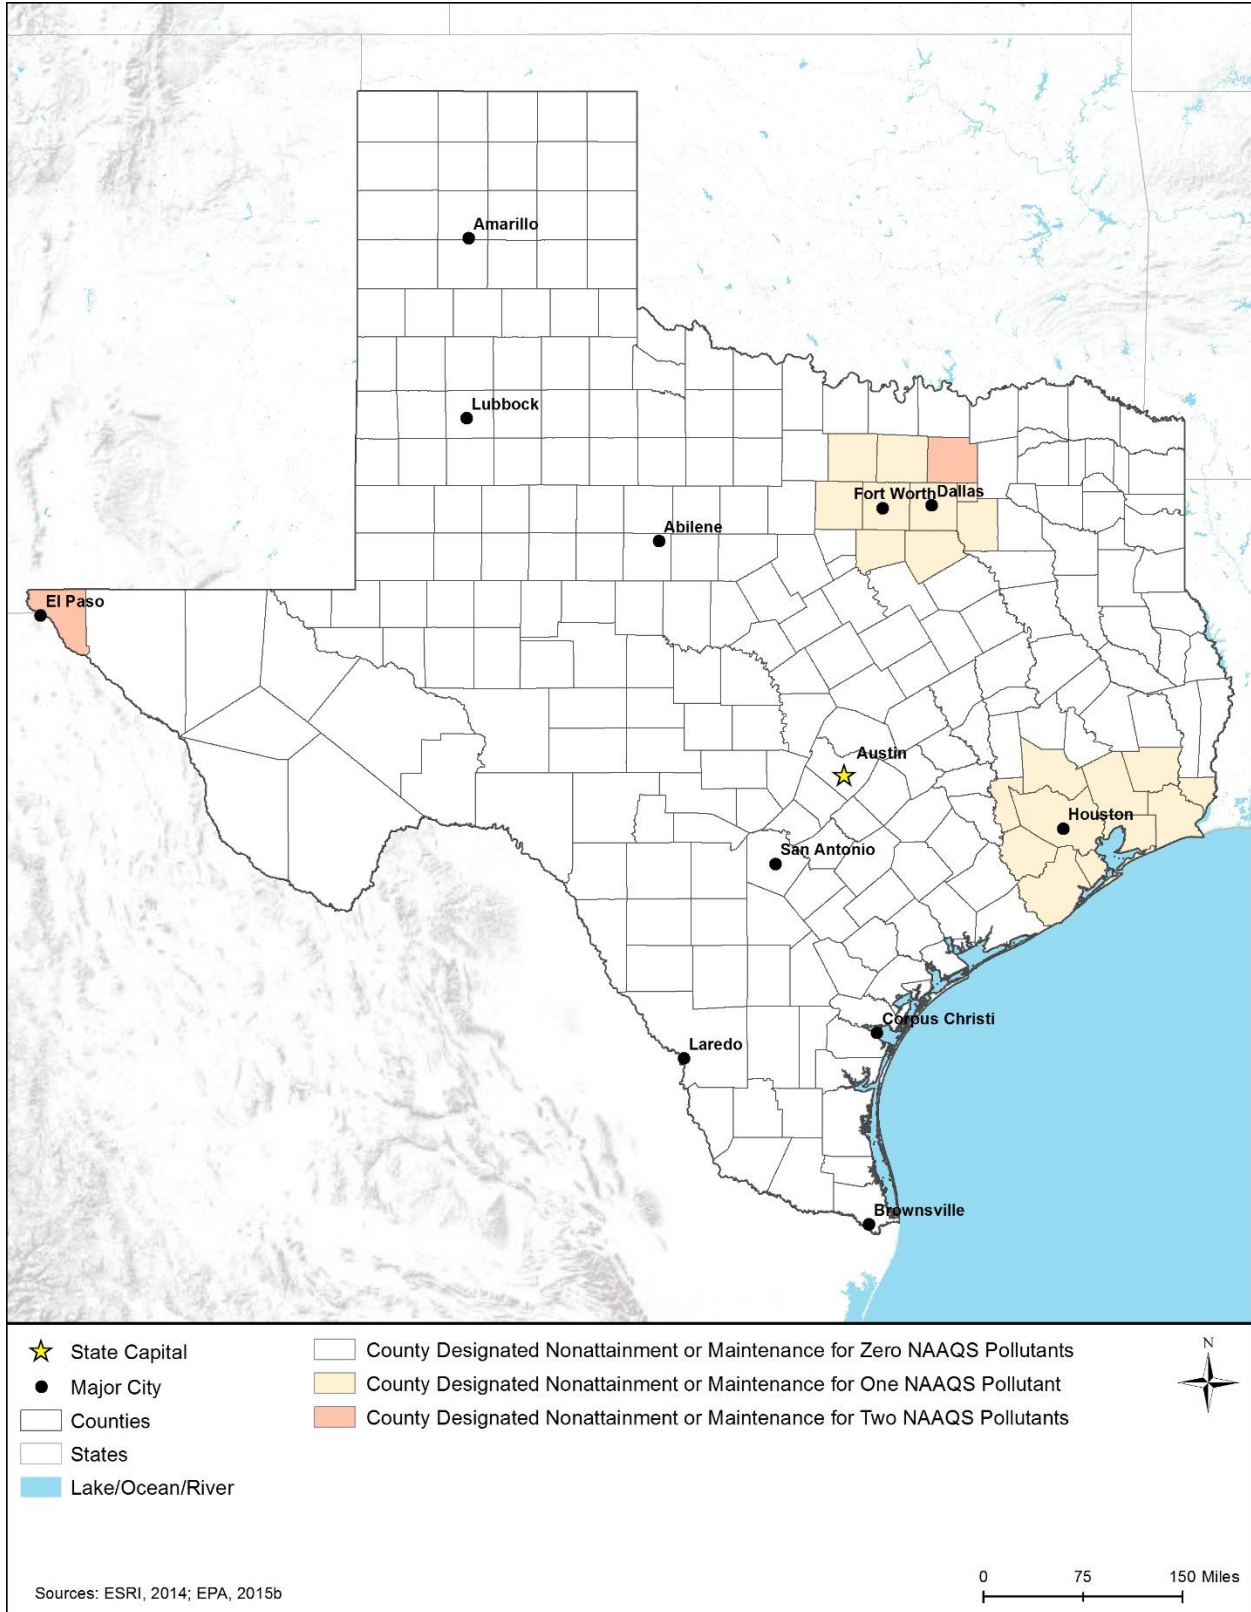 Amarillo
Lubbock
Fort Worth
Dallas
Abilene
El Paso
Austin
Houston
San Antonio
Corpus Christi
Laredo
Brownsville
State Capital
Major City
Counties
States
Lake/Ocean/River
County Designated Nonattainment or Maintenance for Zero NAAQS Pollutants
County Designated Nonattainment or Maintenance for One NAAQS Pollutant
County Designated Nonattainment or Maintenance for Two NAAQS Pollutants
N
Sources: ESRI, 2014; EPA, 2015b
0 75 150 Miles